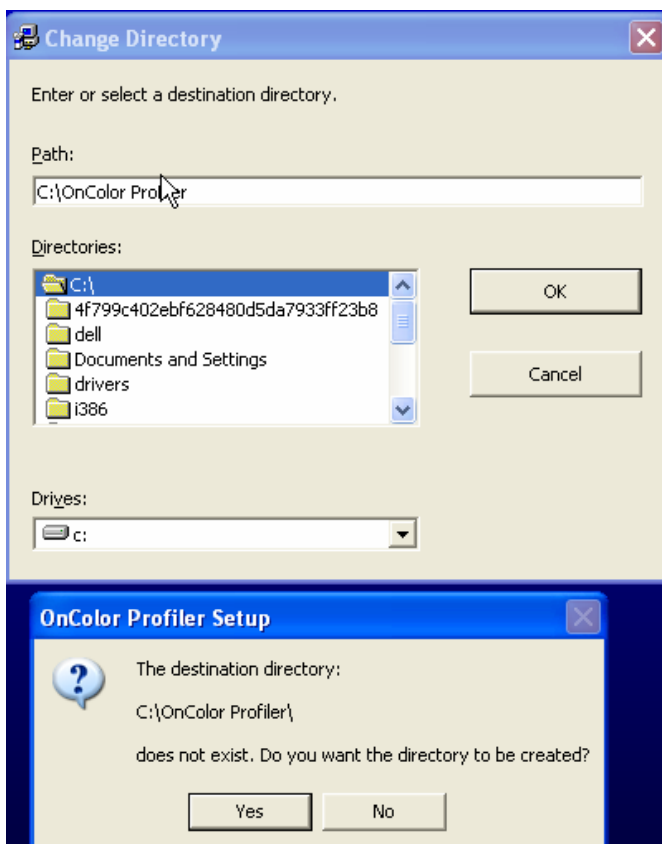 Change Directory
Enter or select a destination directory.
Path:
C:\OnColor Profiler
Directories:
C:\
4f799c402ebf628480d5da7933ff23b8
dell
Documents and Settings
drivers
i386
OK
Cancel
Drives:
c:
OnColor Profiler Setup
The destination directory:
C:\OnColor Profiler\
does not exist. Do you want the directory to be created?
Yes
No